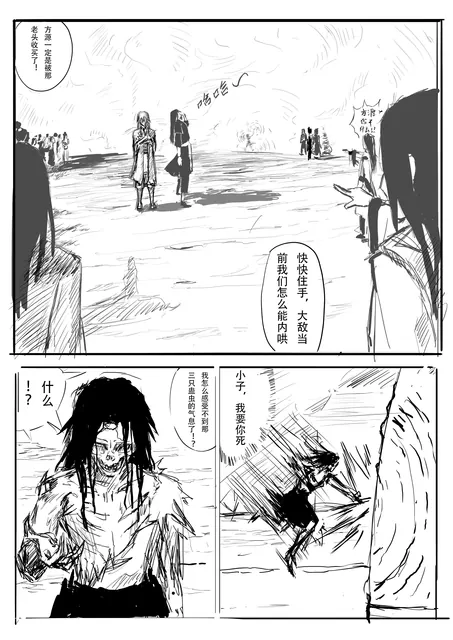 快快住手，大敌当
前我们怎么能内哄
方源一定是被那
老头收买了！
小子，我要你死
我怎么感受不到那
三只蛊虫的气息了！？
什么
！？